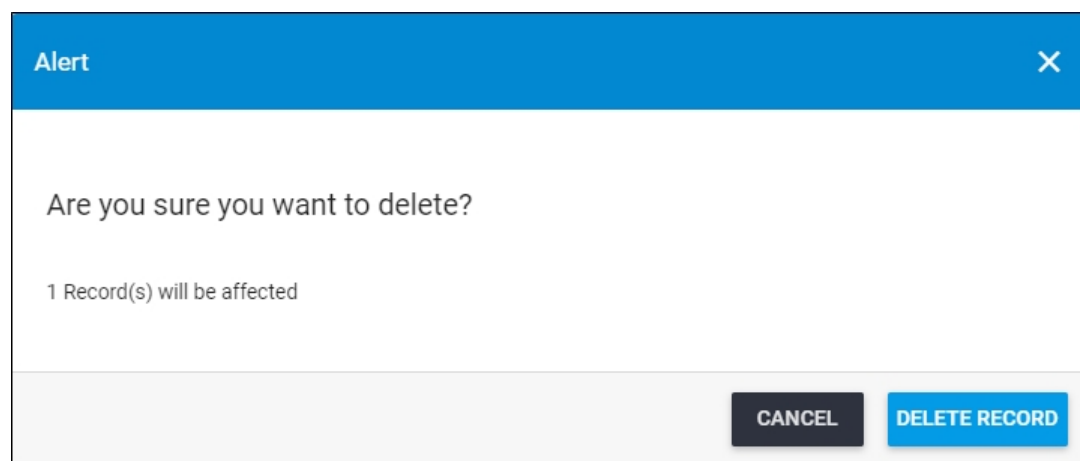 Alert
Are you sure you want to delete?
1 Record(s) will be affected
CANCEL DELETE RECORD